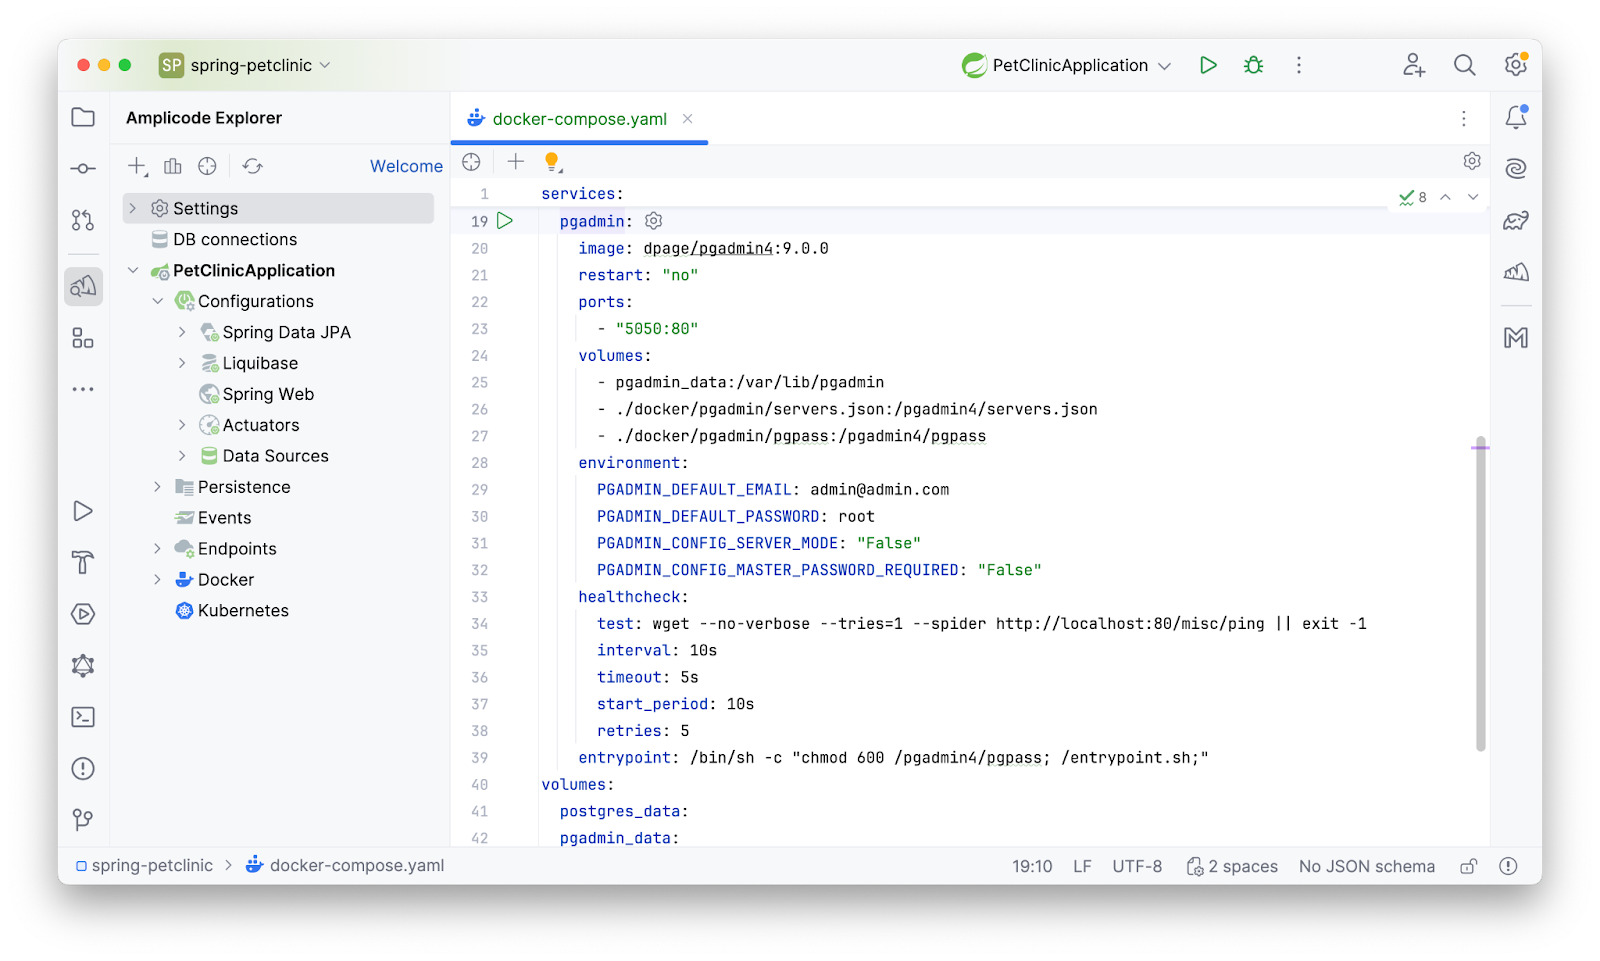 SP spring-petclinic
PetClinicApplication
Amplicode Explorer
Welcome
Settings
DB connections
PetClinicApplication
Configurations
Spring Data JPA
Liquibase
Spring Web
Actuators
Data Sources
Persistence
Events
Endpoints
Docker
Kubernetes
docker-compose.yaml
8
1 services:
19 pgadmin:
20 image: dpage/pgadmin4:9.0.0
21 restart: "no"
22 ports:
23 - "5050:80"
24 volumes:
25 - pgadmin_data:/var/lib/pgadmin
26 - ./docker/pgadmin/servers.json:/pgadmin4/servers.json
27 - ./docker/pgadmin/pgpass:/pgadmin4/pgpass
28 environment:
29 PGADMIN_DEFAULT_EMAIL: admin@admin.com
30 PGADMIN_DEFAULT_PASSWORD: root
31 PGADMIN_CONFIG_SERVER_MODE: "False"
32 PGADMIN_CONFIG_MASTER_PASSWORD_REQUIRED: "False"
33 healthcheck:
34 test: wget --no-verbose --tries=1 --spider http://localhost:80/misc/ping || exit -1
35 interval: 10s
36 timeout: 5s
37 start_period: 10s
38 retries: 5
39 entrypoint: /bin/sh -c "chmod 600 /pgadmin4/pgpass; /entrypoint.sh;"
40 volumes:
41 postgres_data:
42 pgadmin_data:
spring-petclinic > docker-compose.yaml
19:10 LF UTF-8 2 spaces No JSON schema